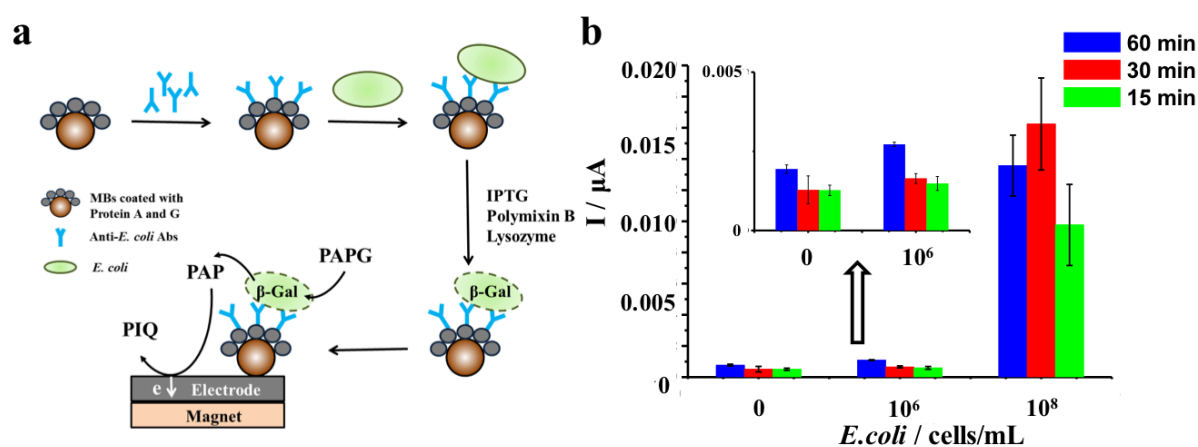 a
IPTG
Polymixin B
Lysozyme
MBs coated with
Protein A and G
Anti-E. coli Abs
E. coli
PAPG
PAP
β-Gal
β-Gal
PIQ
e
Electrode
Magnet
b
60 min
30 min
15 min
I / μA
0.020
0.015
0.010
0.005
0
0.005
0
0
10⁶
0
10⁶
10⁸
E.coli / cells/mL